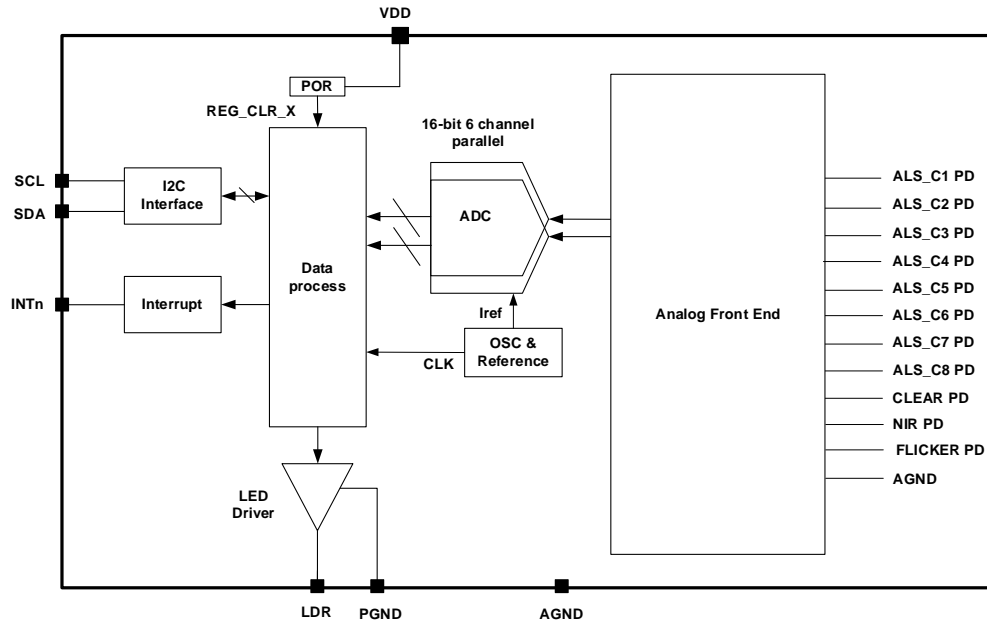 VDD
POR
REG_CLR_X
16-bit 6 channel
parallel
SCL
SDA
I2C
Interface
ADC
Data
process
INTn
Interrupt
Iref
OSC &
Reference
CLK
Analog Front End
ALS_C1 PD
ALS_C2 PD
ALS_C3 PD
ALS_C4 PD
ALS_C5 PD
ALS_C6 PD
ALS_C7 PD
ALS_C8 PD
CLEAR PD
NIR PD
FLICKER PD
AGND
LED
Driver
LDR
PGND
AGND